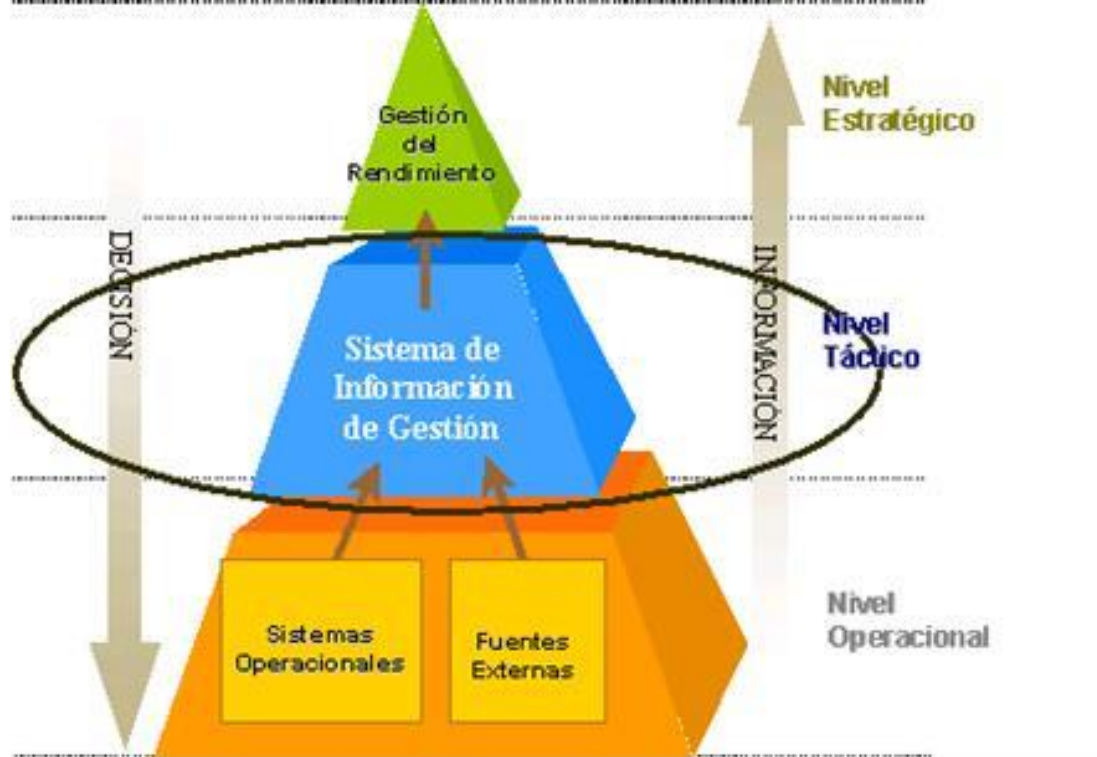 Gestión
del
Rendimiento
Nivel
Estratégico
DECISIÓN
INFORMACIÓN
Sistema de
Información
de Gestión
Nivel
Táctico
Sistemas
Operacionales
Fuentes
Externas
Nivel
Operacional